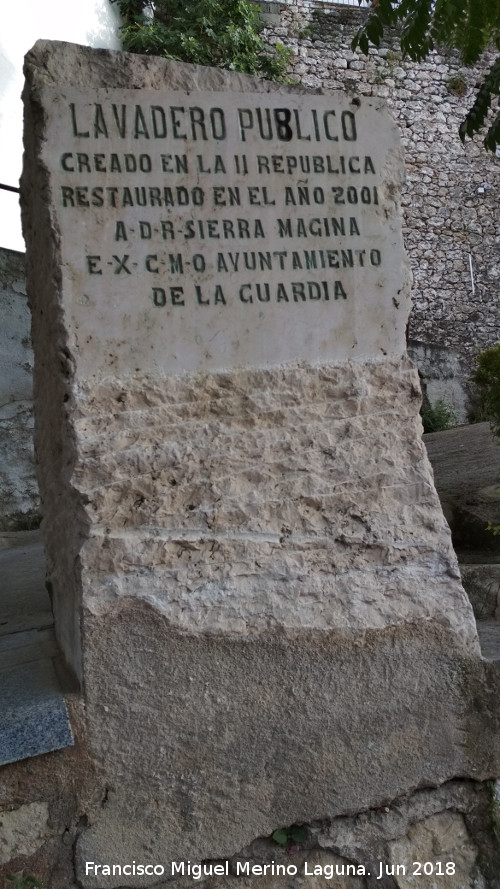 LAVADERO PUBLICO
CREADO EN LA II REPUBLICA
RESTAURADO EN EL AÑO 2001
A-D-R-SIERRA MAGINA
E-X-C-M-O AYUNTAMIENTO
DE LA GUARDIA
Francisco Miguel Merino Laguna. Jun 2018